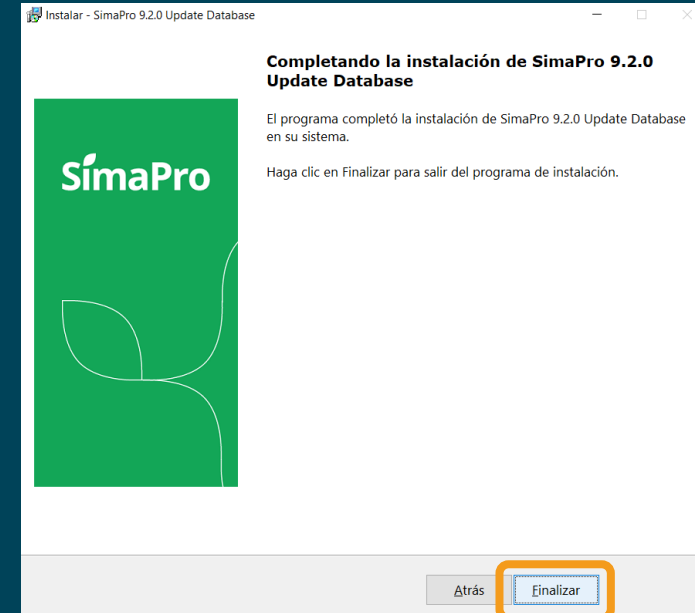 Instalar - SimaPro 9.2.0 Update Database
Completando la instalación de SimaPro 9.2.0
Update Database
El programa completó la instalación de SimaPro 9.2.0 Update Database
en su sistema.
Haga clic en Finalizar para salir del programa de instalación.
SimaPro
Atrás
Finalizar